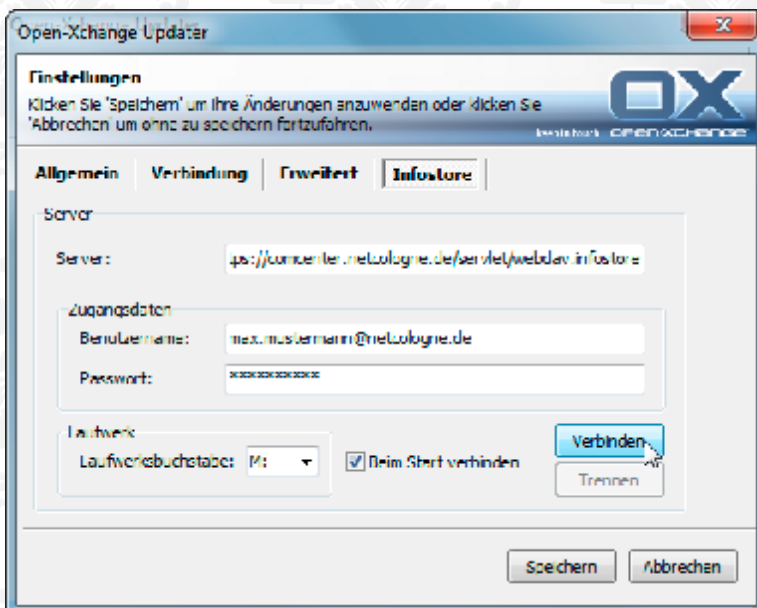 Open-Xchange Updater
Einstellungen
Klicken Sie 'Speichern' um Ihre Änderungen anzuwenden oder klicken Sie
'Abbrechen' um ohne zu speichern fortzufahren.
OX
OPEN-XCHANGE
Allgemein Verbindung Erweitert Infostore
Server
Server: ps://comcenter.netcologne.de/servlet/webdav.infostore
Zugangsdaten
Benutzername: max.mustermann@netcologne.de
Passwort: **********
Laufwerk
Laufwerksbuchstabe: M: Beim Start verbinden
Verbinden
Trennen
Speichern Abbrechen